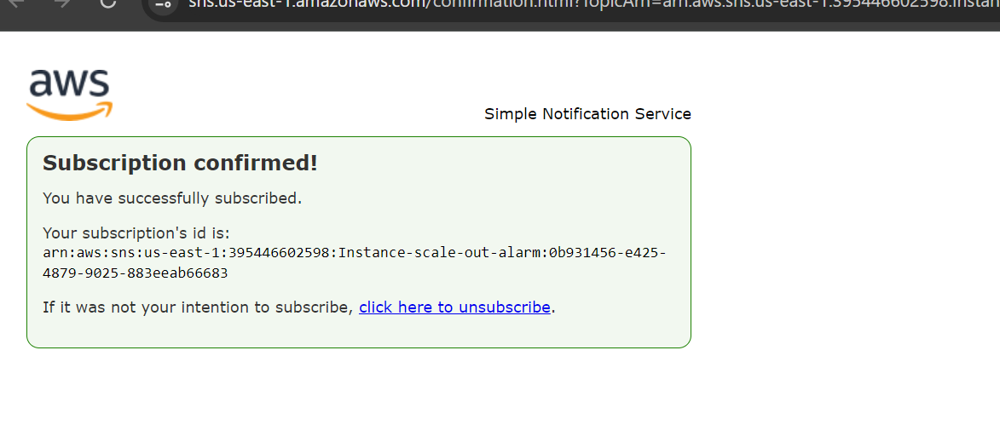 sns.us-east-1.amazonaws.com/confirmation.html?TopicArn=arn:aws:sns:us-east-1:395446602598:Instan
aws
Simple Notification Service
Subscription confirmed!
You have successfully subscribed.
Your subscription's id is:
arn:aws:sns:us-east-1:395446602598:Instance-scale-out-alarm:0b931456-e425-
4879-9025-883eeab66683
If it was not your intention to subscribe, click here to unsubscribe.